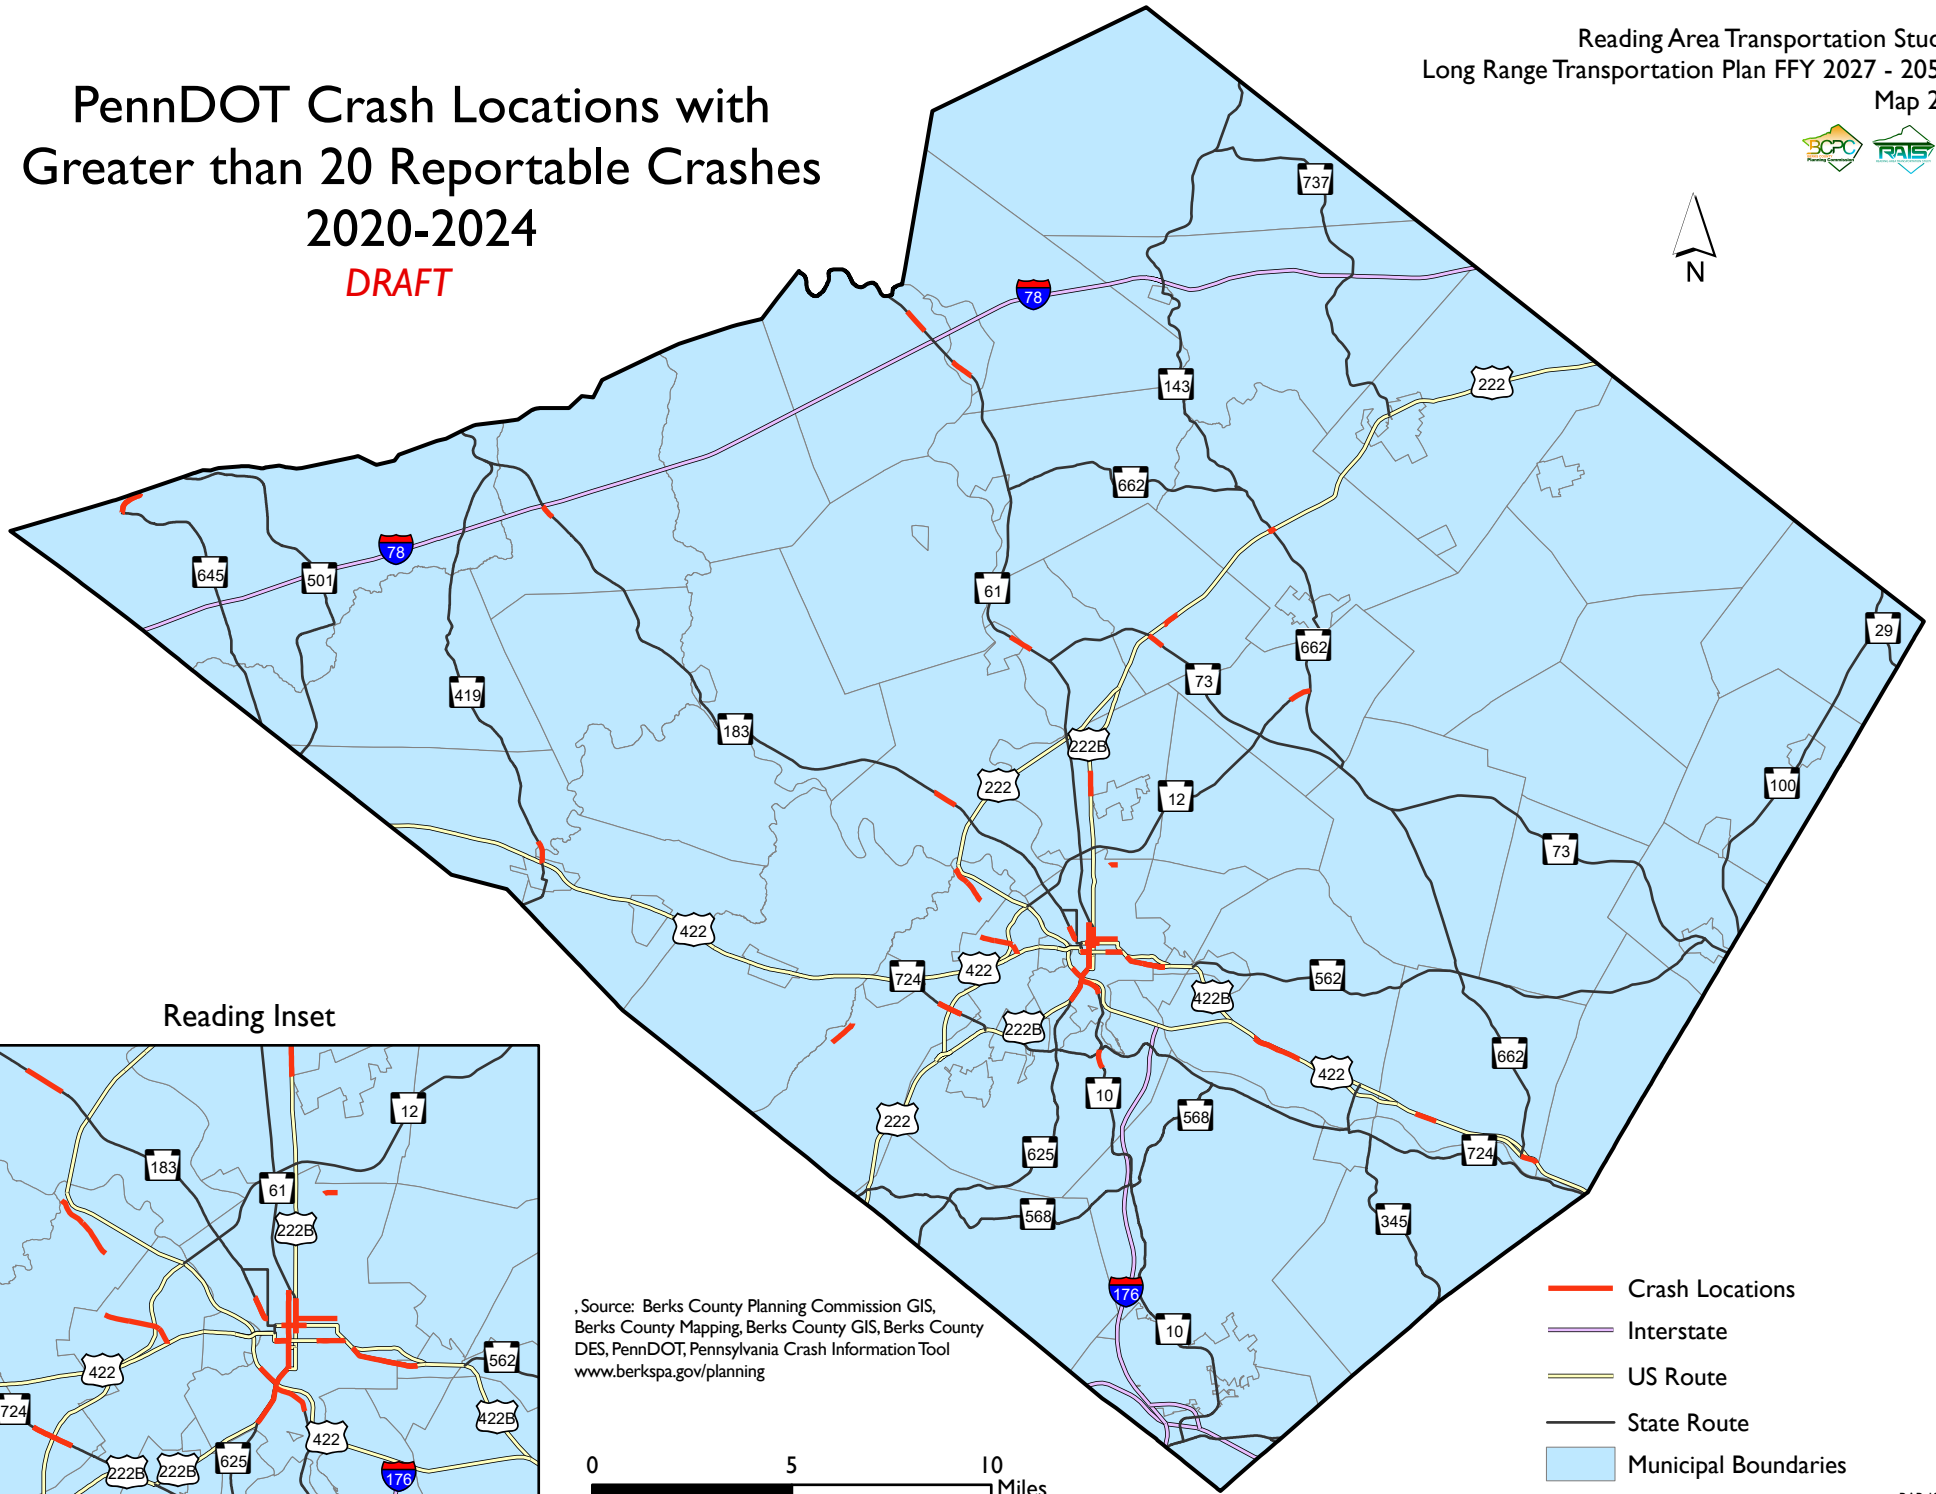 PennDOT Crash Locations with
Greater than 20 Reportable Crashes
2020-2024
DRAFT
Reading Area Transportation Stud
Long Range Transportation Plan FFY 2027 - 205
Map 2
BCPC
Planning Commission
RATS
N
737
78
143
222
662
78
645
501
61
29
662
419
73
183
222B
222
12
100
73
422
724
422
562
422B
222B
662
422
10
222
568
625
724
568
345
176
10
Reading Inset
12
183
61
222B
422
562
724
422B
422
625
222B
222B
176
, Source: Berks County Planning Commission GIS,
Berks County Mapping, Berks County GIS, Berks County
DES, PennDOT, Pennsylvania Crash Information Tool
www.berkspa.gov/planning
0 5 10
Miles
Crash Locations
Interstate
US Route
State Route
Municipal Boundaries